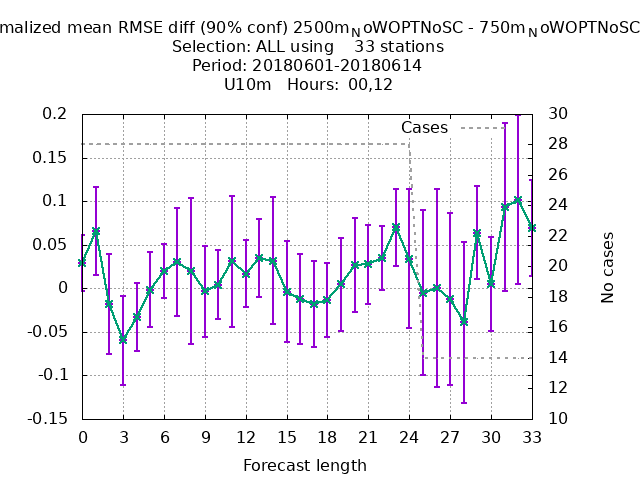 malized mean RMSE diff (90% conf) 2500mNoWOPTNoSC - 750mNoWOPTNoSC
Selection: ALL using 33 stations
Period: 20180601-20180614
U10m Hours: 00,12
Cases
0.2
0.15
0.1
0.05
0
-0.05
-0.1
-0.15
30
28
26
24
22
20
18
16
14
12
10
No cases
0 3 6 9 12 15 18 21 24 27 30 33
Forecast length